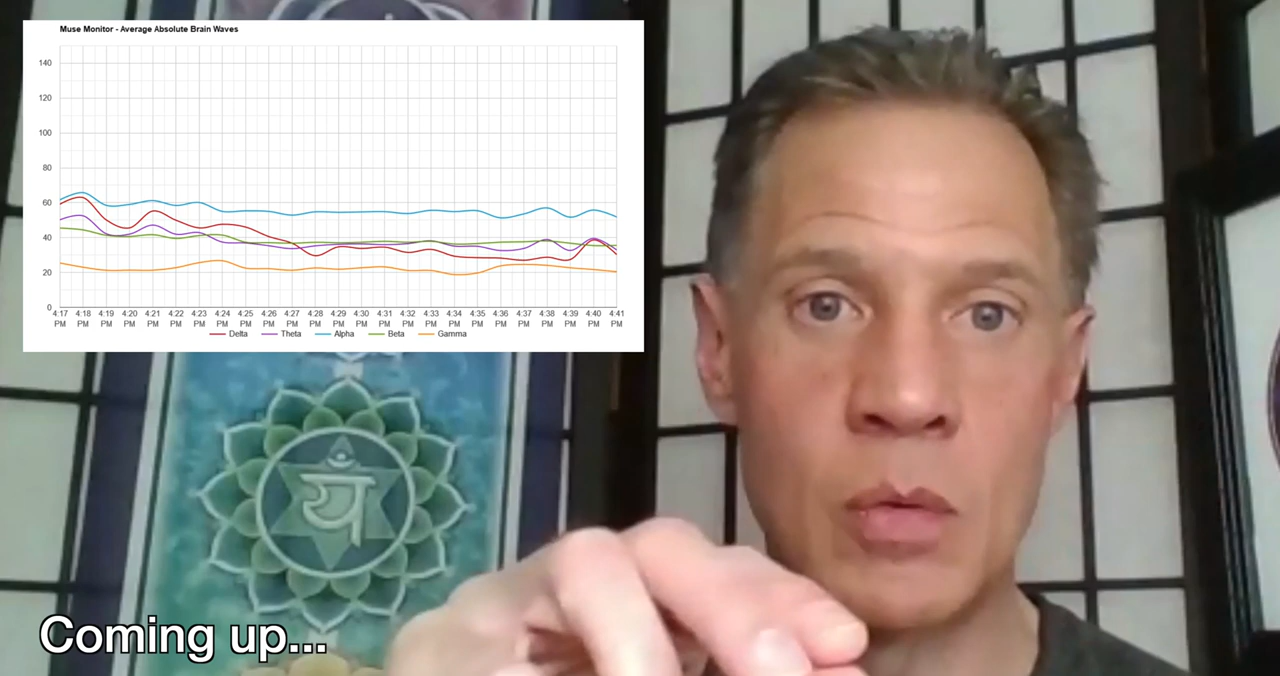 Muse Monitor - Average Absolute Brain Waves
140
120
100
80
60
40
20
0
4:17 PM 4:18 PM 4:19 PM 4:20 PM 4:21 PM 4:22 PM 4:23 PM 4:24 PM 4:25 PM 4:26 PM 4:27 PM 4:28 PM 4:29 PM 4:30 PM 4:31 PM 4:32 PM 4:33 PM 4:34 PM 4:35 PM 4:36 PM 4:37 PM 4:38 PM 4:39 PM 4:40 PM 4:41 PM
Delta Theta Alpha Beta Gamma
यं
Coming up...